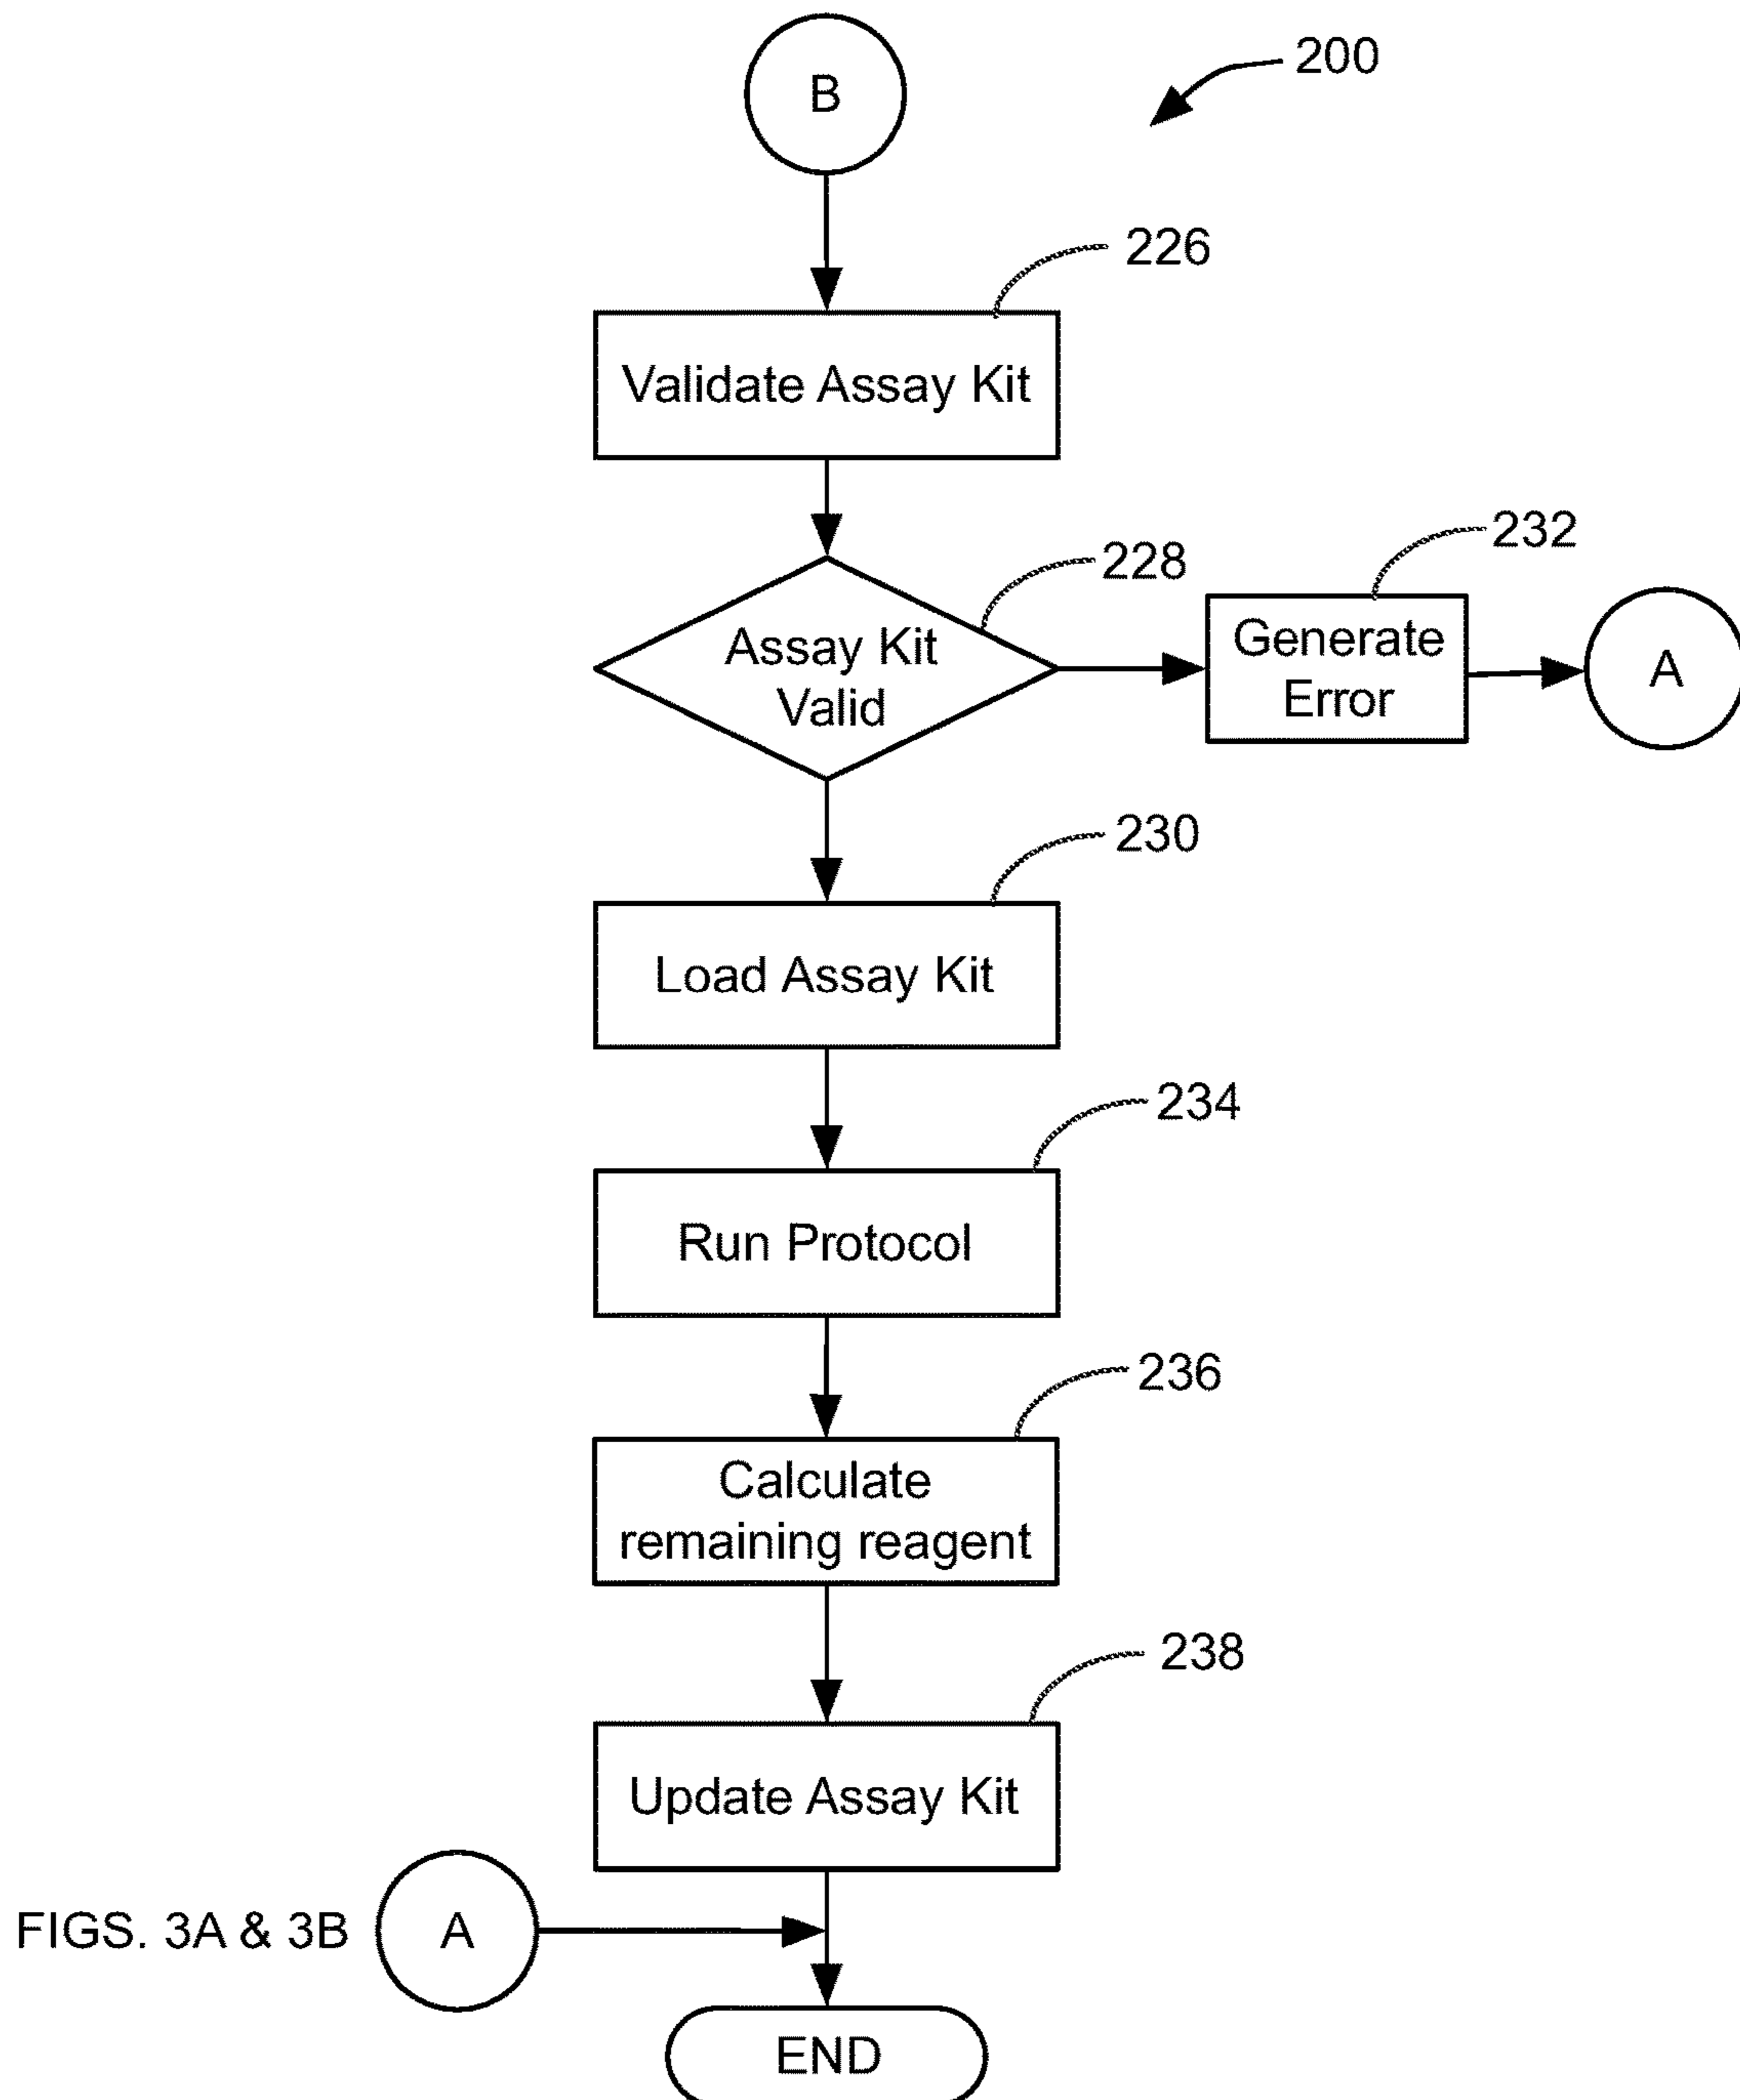 B
200
226
Validate Assay Kit
228
232
Assay Kit
Valid
Generate
Error
A
230
Load Assay Kit
234
Run Protocol
236
Calculate
remaining reagent
238
Update Assay Kit
FIGS. 3A & 3B
A
END